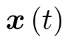 𝒙 (t)